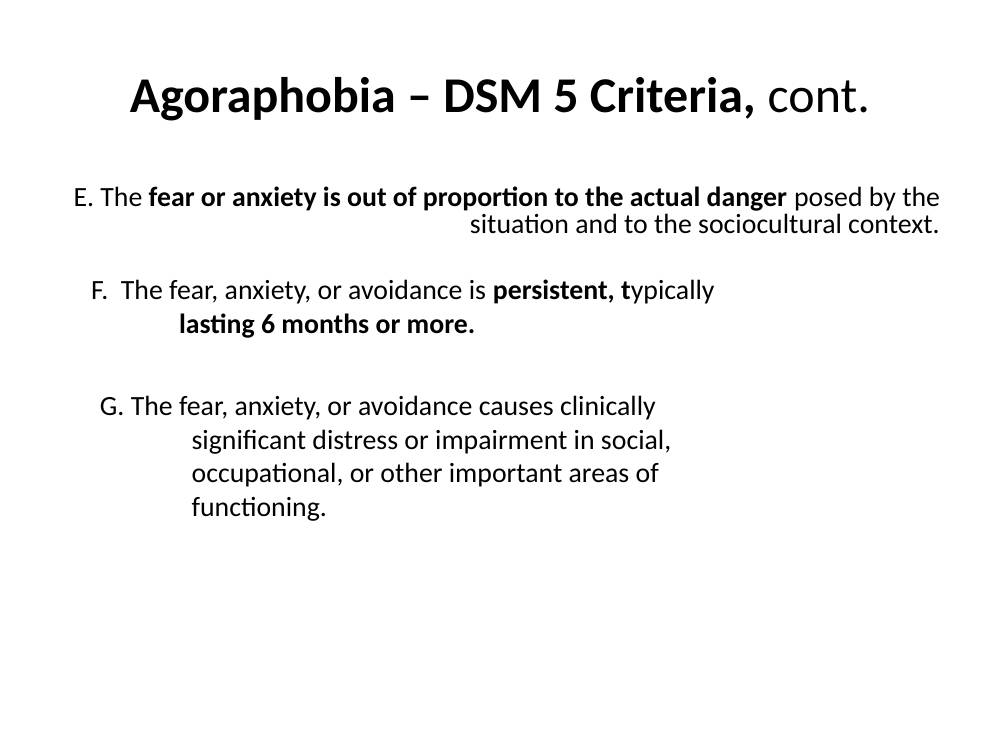 Agoraphobia – DSM 5 Criteria, cont.
E. The fear or anxiety is out of proportion to the actual danger posed by the
situation and to the sociocultural context.
F.  The fear, anxiety, or avoidance is persistent, typically
lasting 6 months or more.
G. The fear, anxiety, or avoidance causes clinically
significant distress or impairment in social,
occupational, or other important areas of
functioning.